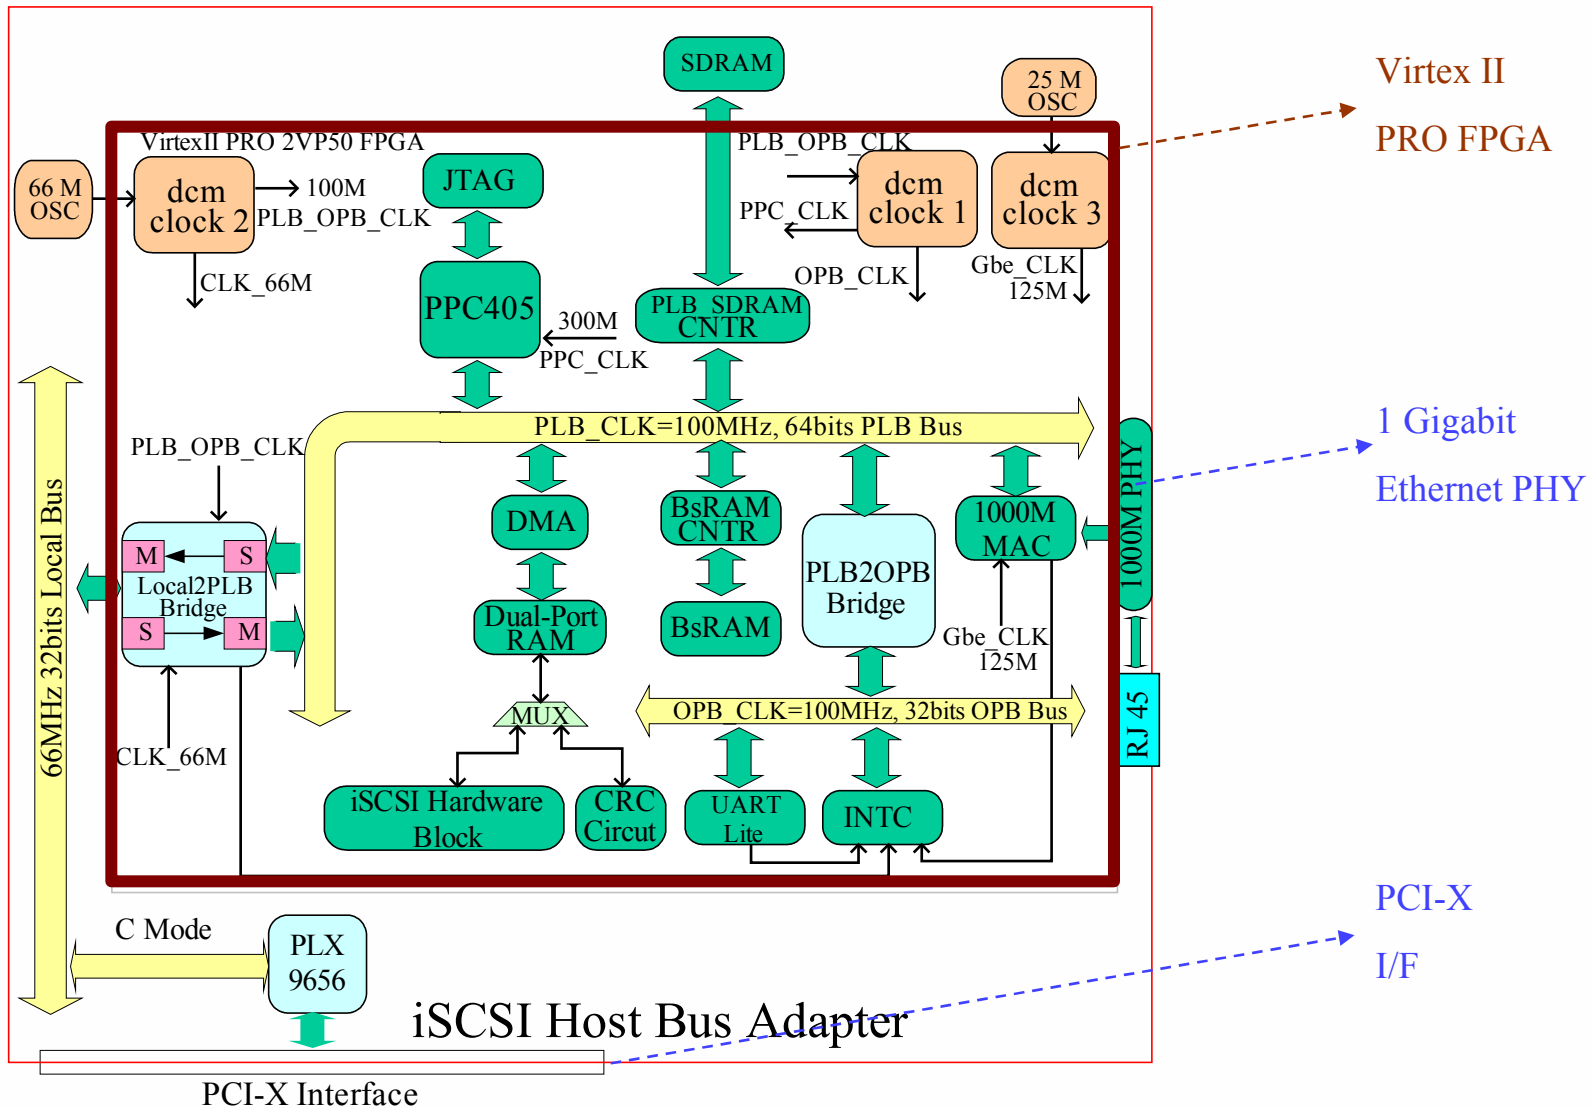 SDRAM
25 M
OSC
Virtex II
PRO FPGA
VirtexII PRO 2VP50 FPGA
66 M
OSC
dcm
clock 2
100M
PLB_OPB_CLK
CLK_66M
JTAG
PLB_OPB_CLK
PPC_CLK
dcm
clock 1
OPB_CLK
dcm
clock 3
Gbe_CLK
125M
PPC405
300M
PPC_CLK
PLB_SDRAM
CNTR
PLB_CLK=100MHz, 64bits PLB Bus
1 Gigabit
Ethernet PHY
PLB_OPB_CLK
66MHz 32bits Local Bus
M
S
Local2PLB
Bridge
S
M
CLK_66M
DMA
Dual-Port
RAM
MUX
BsRAM
CNTR
BsRAM
PLB2OPB
Bridge
1000M
MAC
Gbe_CLK
125M
1000M PHY
RJ 45
OPB_CLK=100MHz, 32bits OPB Bus
iSCSI Hardware
Block
CRC
Circut
UART
Lite
INTC
C Mode
PLX
9656
iSCSI Host Bus Adapter
PCI-X
I/F
PCI-X Interface